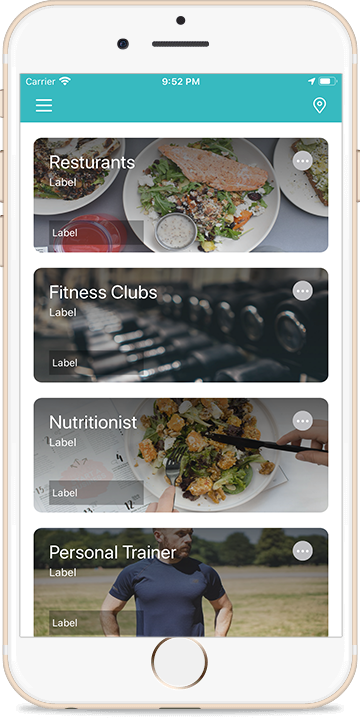 Carrier 9:52 PM
Resturants
Label
Label
Fitness Clubs
Label
Label
Nutritionist
Label
Label
Personal Trainer
Label
Label